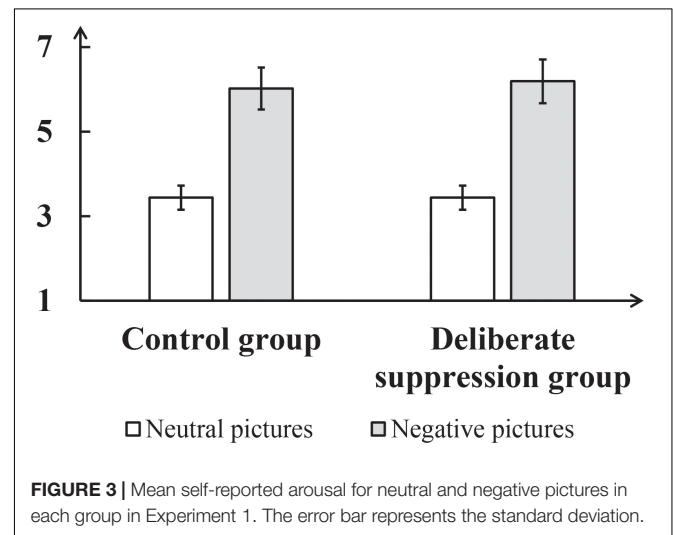 7
5
3
1
Control group
Deliberate
suppression group
Neutral pictures
Negative pictures
FIGURE 3 | Mean self-reported arousal for neutral and negative pictures in
each group in Experiment 1. The error bar represents the standard deviation.